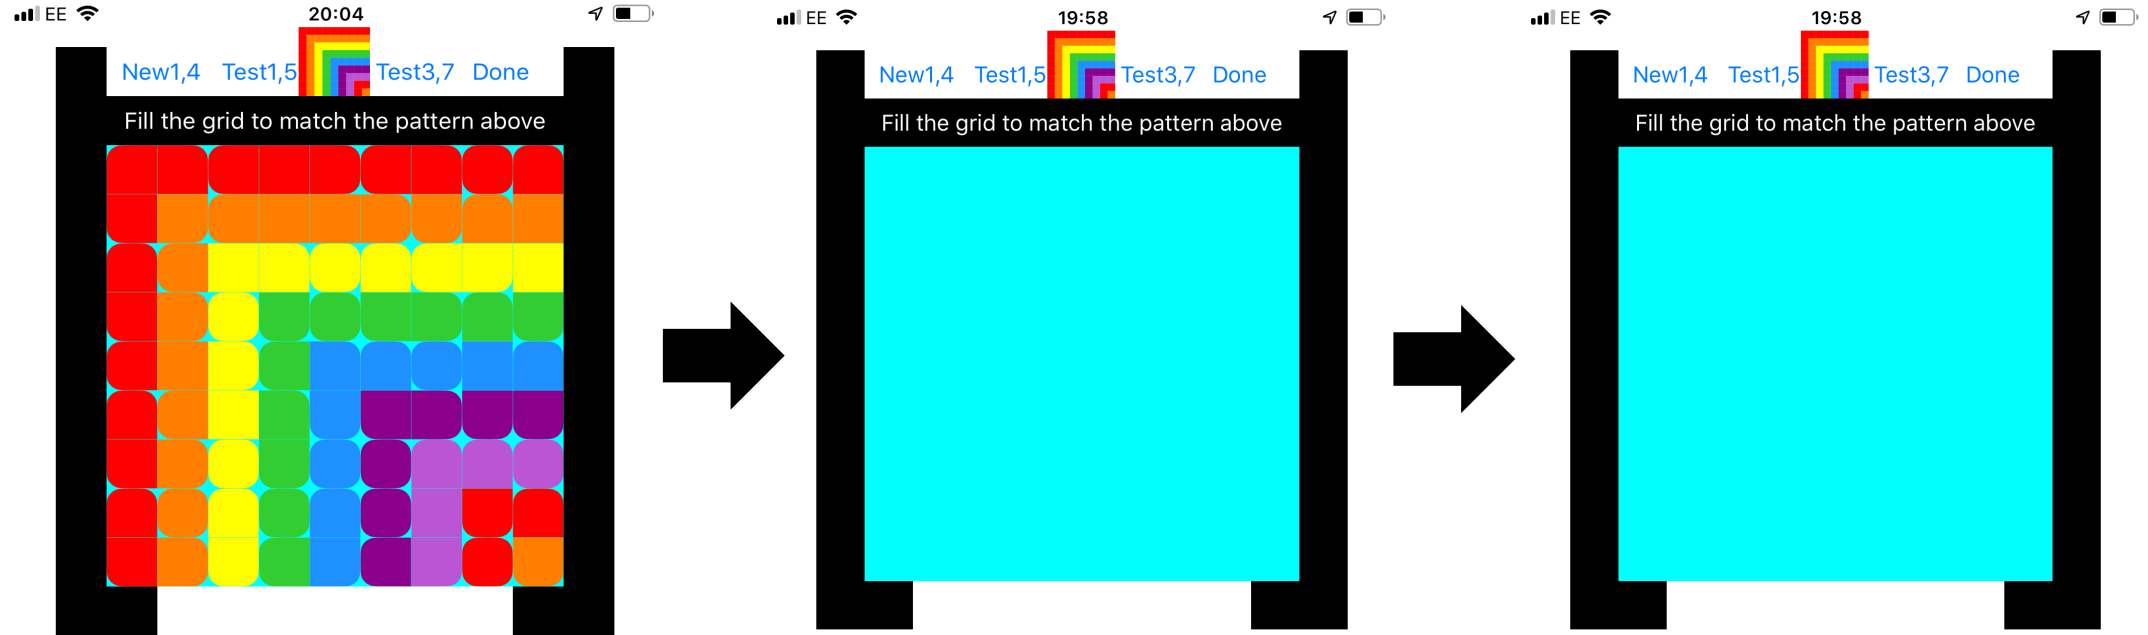 EE 20:04
New1,4 Test1,5 Test3,7 Done
Fill the grid to match the pattern above
EE 19:58
New1,4 Test1,5 Test3,7 Done
Fill the grid to match the pattern above
EE 19:58
New1,4 Test1,5 Test3,7 Done
Fill the grid to match the pattern above